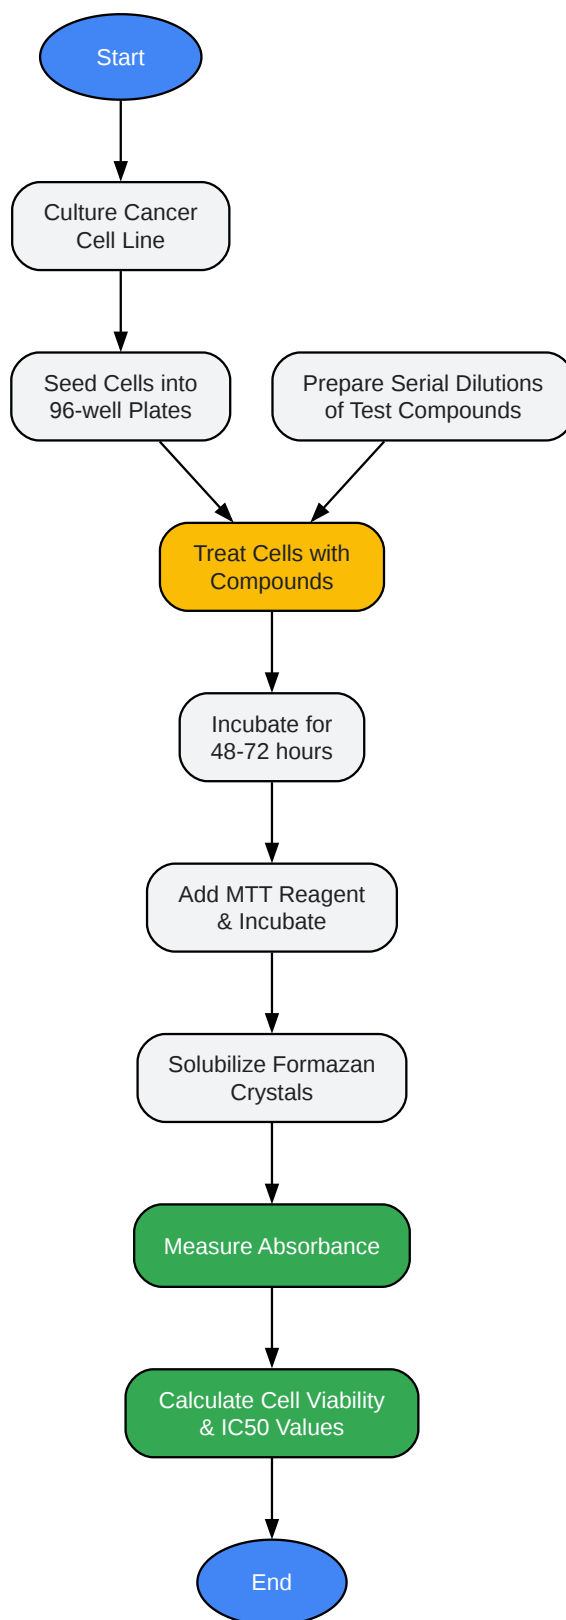 Start
Culture Cancer
Cell Line
Seed Cells into
96-well Plates
Prepare Serial Dilutions
of Test Compounds
Treat Cells with
Compounds
Incubate for
48-72 hours
Add MTT Reagent
& Incubate
Solubilize Formazan
Crystals
Measure Absorbance
Calculate Cell Viability
& IC50 Values
End